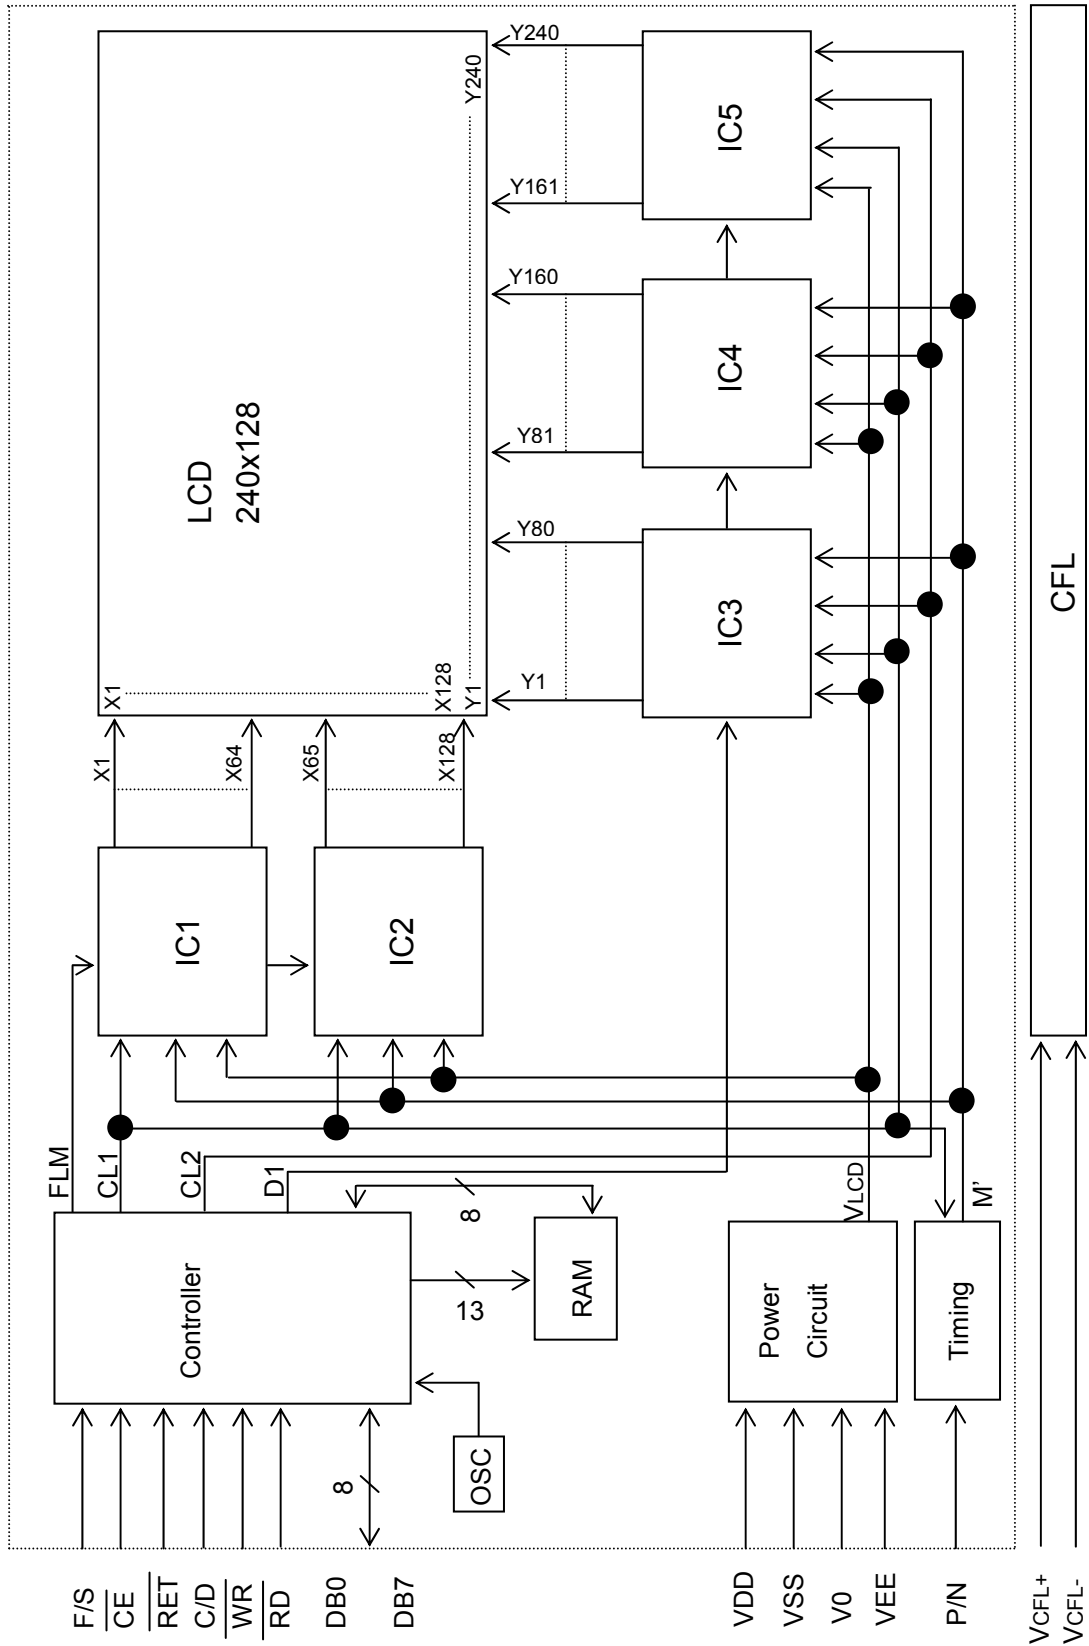 F/S
CE
RET
C/D
WR
RD
DB0
DB7
8
OSC
VDD
VSS
V0
VEE
P/N
VCFL+
VCFL-
Controller
13
8
RAM
Power
Circuit
Timing
FLM
CL1
CL2
D1
VLCD
M'
IC1
IC2
X1
X64
X65
X128
X1
X128
Y1
Y240
LCD
240x128
Y1
Y80
Y81
Y160
Y161
Y240
IC3
IC4
IC5
CFL